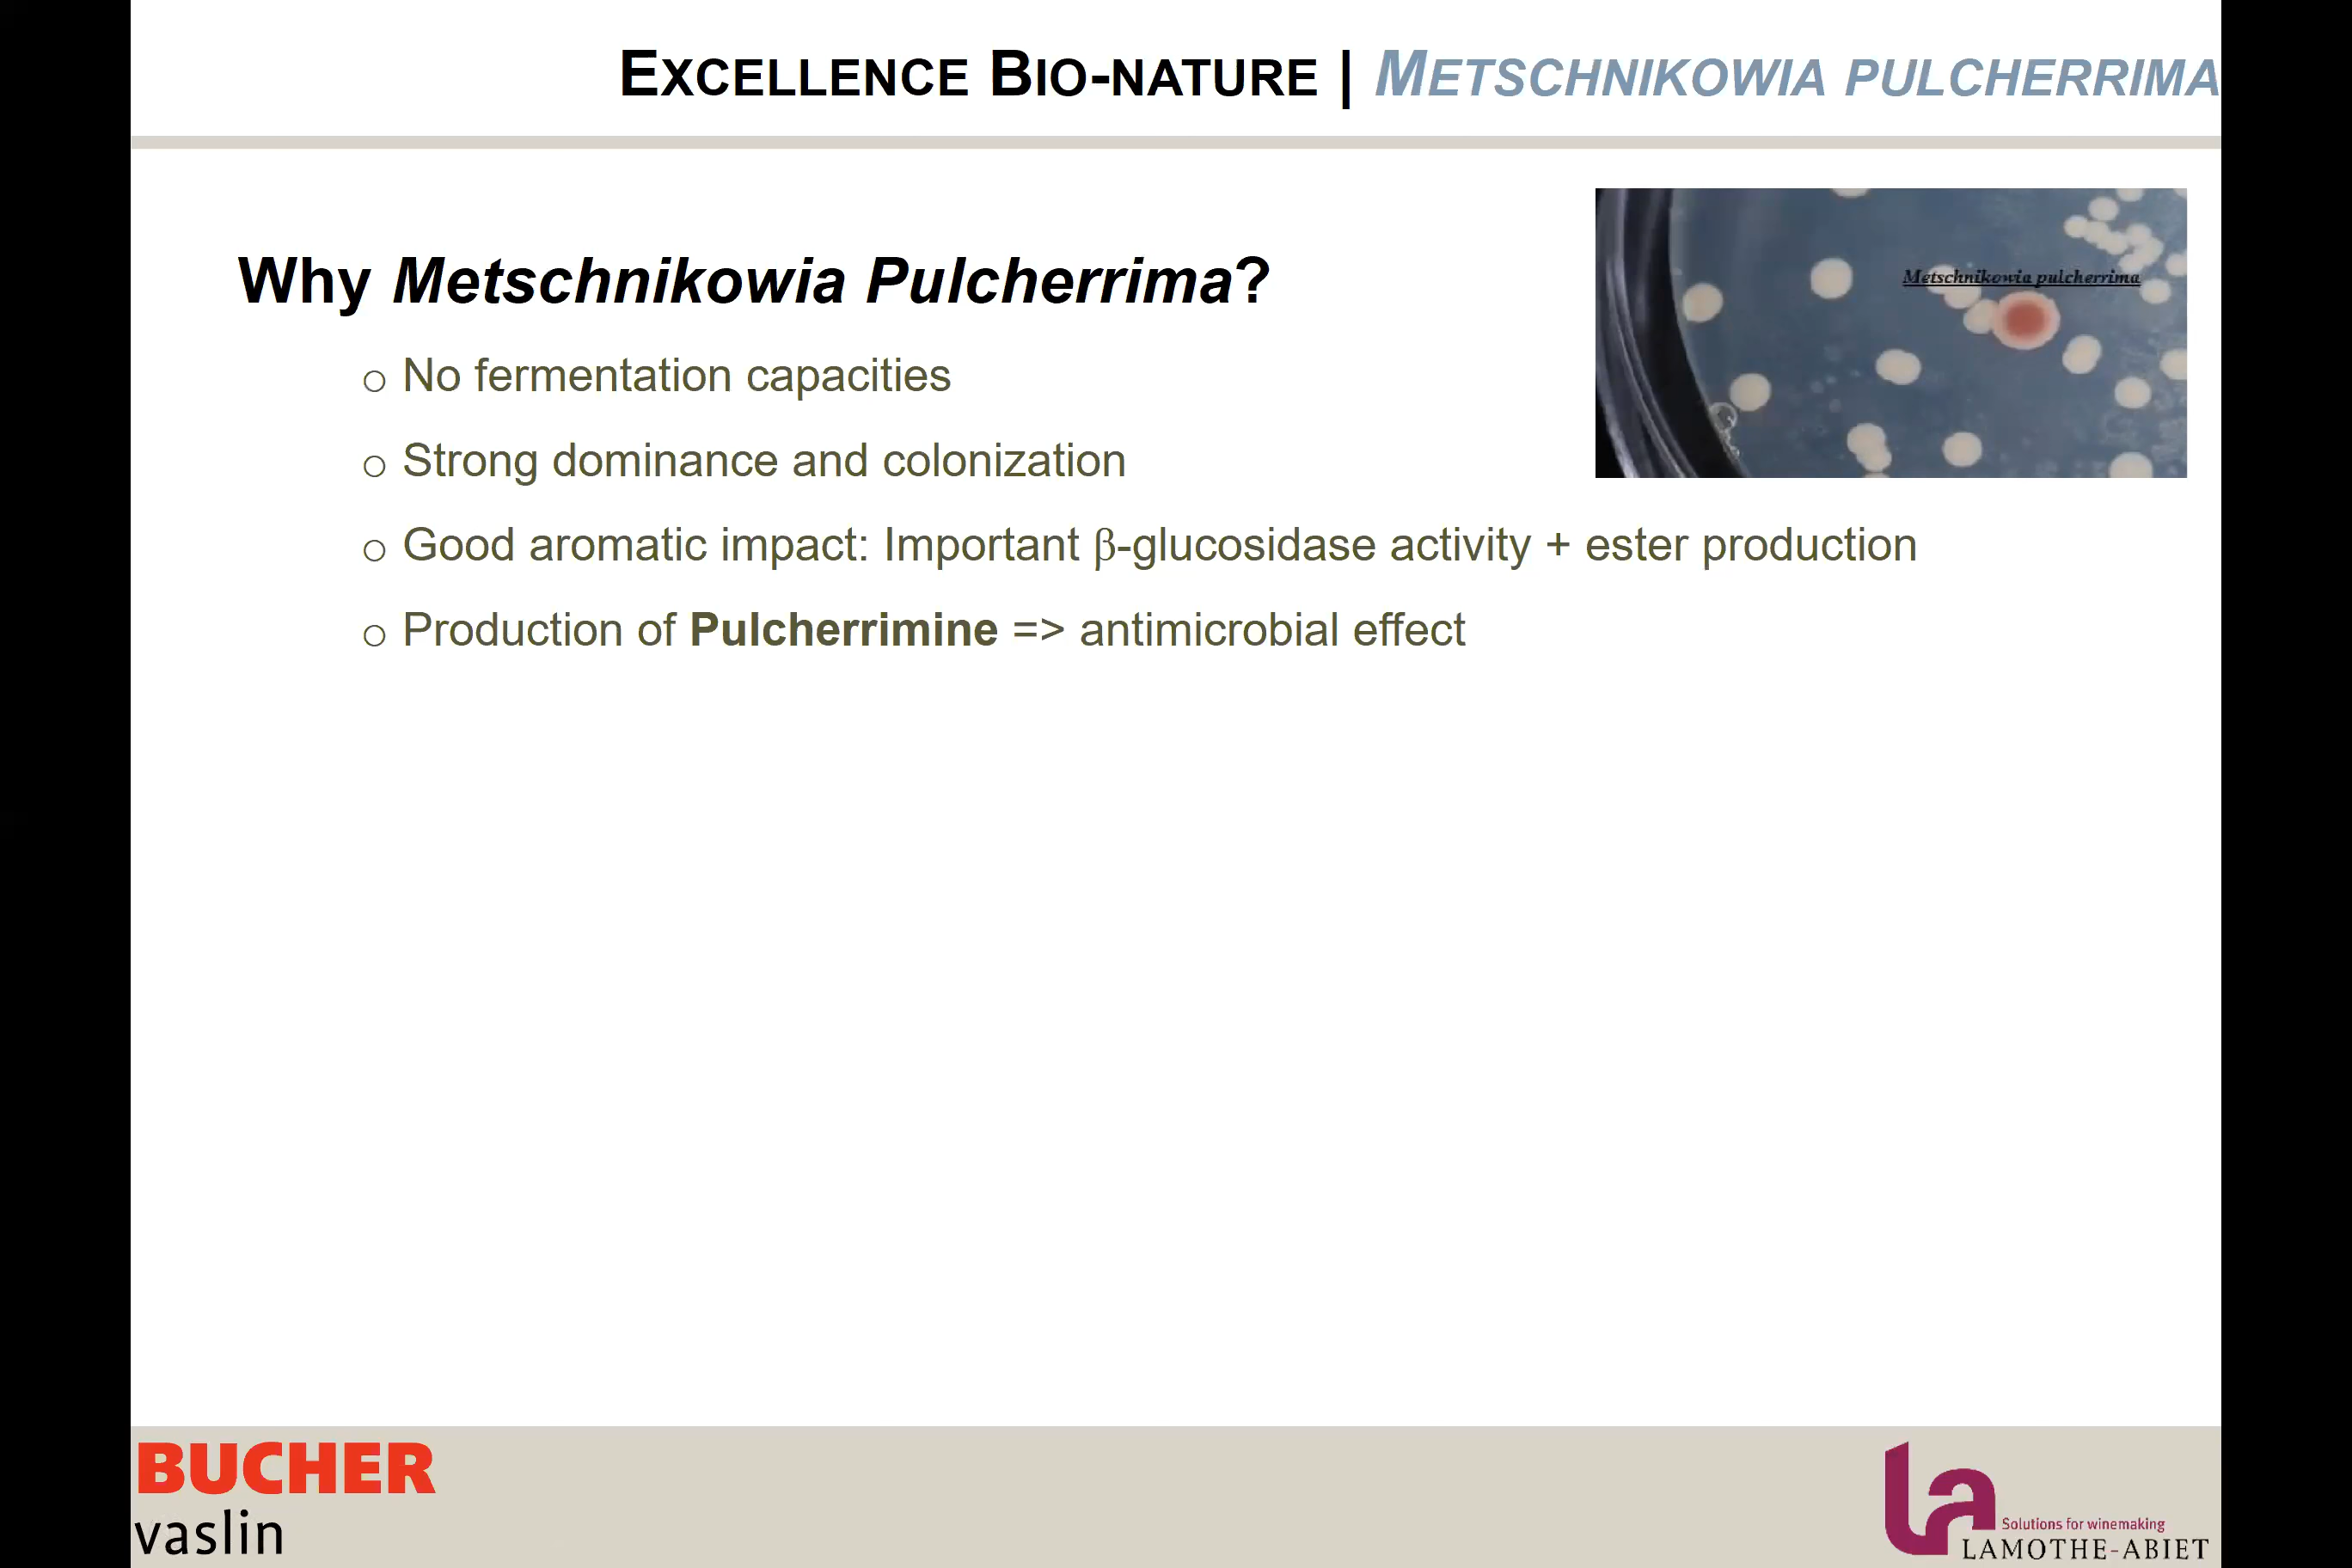 EXCELLENCE BIO-NATURE | METSCHNIKOWIA PULCHERRIMA
Why Metschnikowia Pulcherrima?
Metschnikowia pulcherrima
○ No fermentation capacities
○ Strong dominance and colonization
○ Good aromatic impact: Important β-glucosidase activity + ester production
○ Production of Pulcherrimine => antimicrobial effect
BUCHER
vaslin
la
Solutions for winemaking
LAMOTHE-ABIET